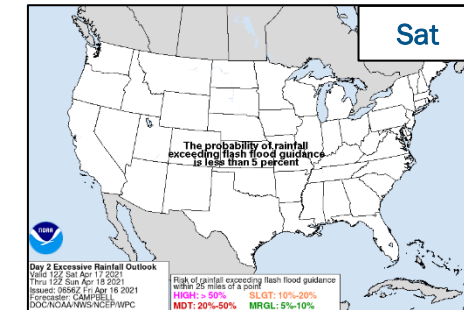 Sat
The probability of rainfall
exceeding flash flood guidance
is less than 5 percent
NOAA
Day 2 Excessive Rainfall Outlook
Valid 12Z Sat Apr 17 2021
Thru 12Z Sun Apr 18 2021
Issued: 0656Z Fri Apr 16 2021
Forecaster: CAMPBELL
DOC/NOAA/NWS/NCEP/WPC
Risk of rainfall exceeding flash flood guidance
within 25 miles of a point
HIGH: > 50% SLGT: 10%-20%
MDT: 20%-50% MRGL: 5%-10%